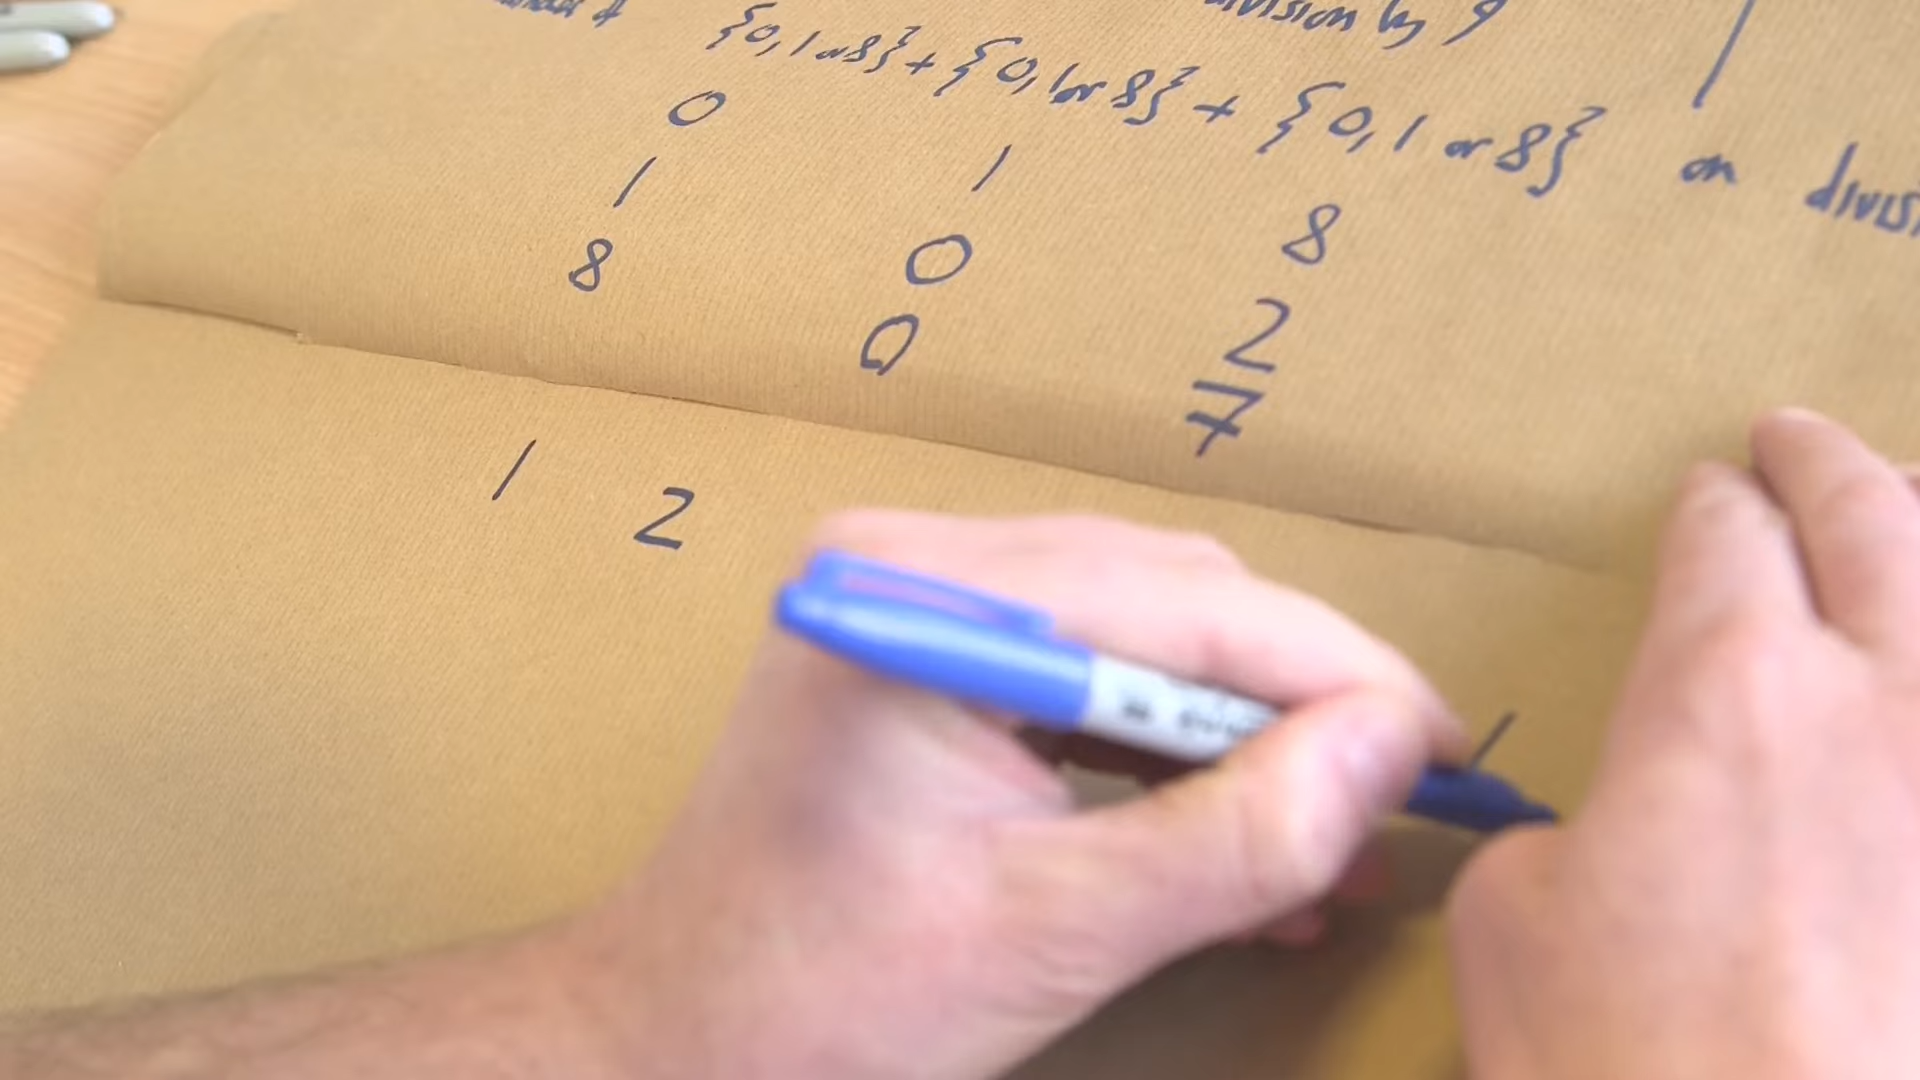 division by 9
{0,1 or 8} + {0,1 or 8} + {0,1 or 8} on
0
1 1 8
8 0 2
0 7
1 2